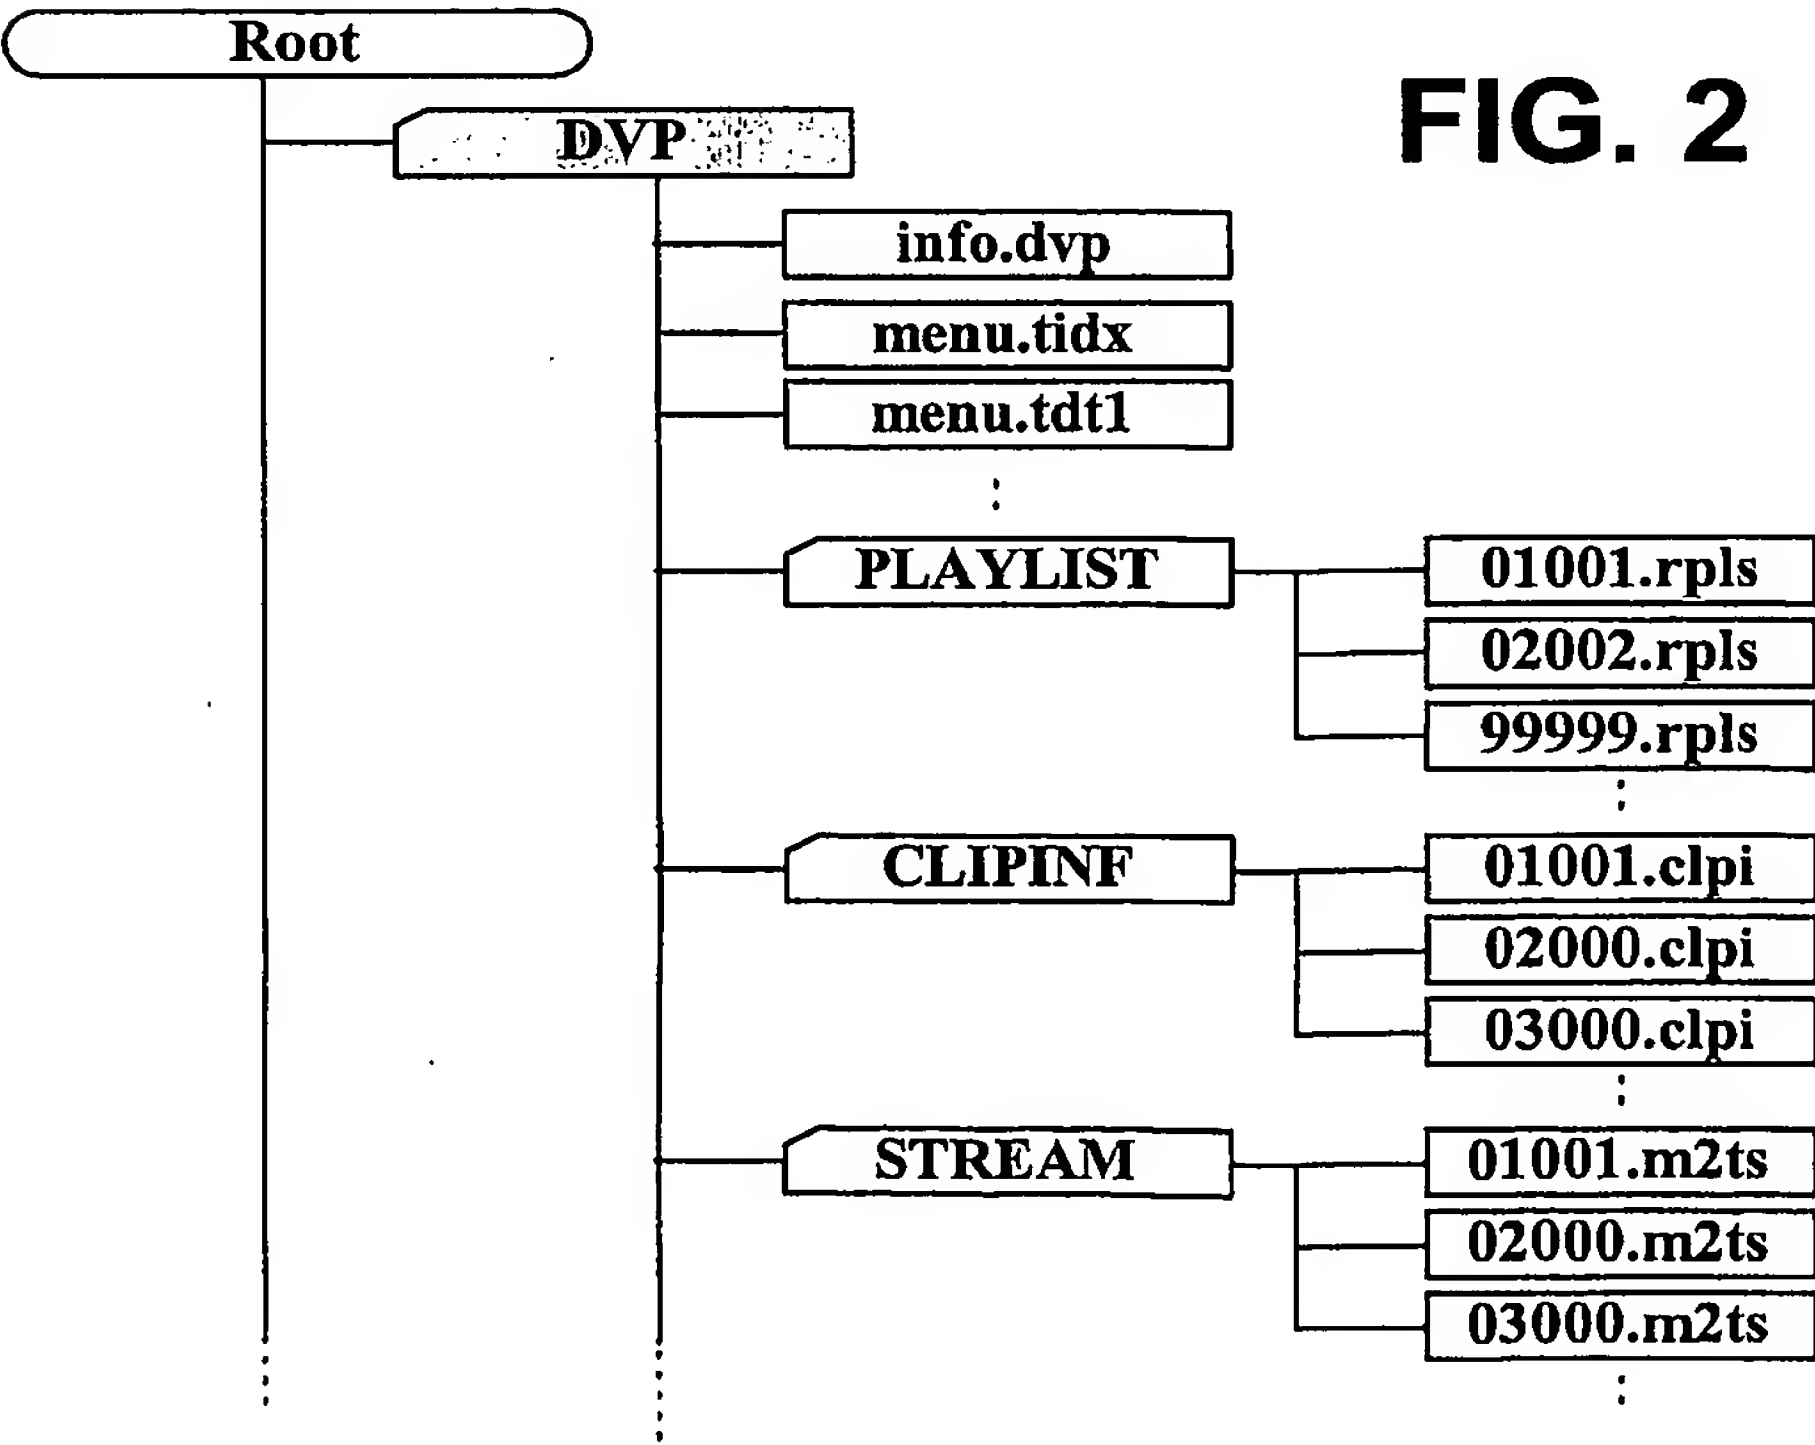 Root
FIG. 2
DVP
info.dvp
menu.tidx
menu.tdt1
PLAYLIST
01001.rpls
02002.rpls
99999.rpls
CLIPINF
01001.clpi
02000.clpi
03000.clpi
STREAM
01001.m2ts
02000.m2ts
03000.m2ts